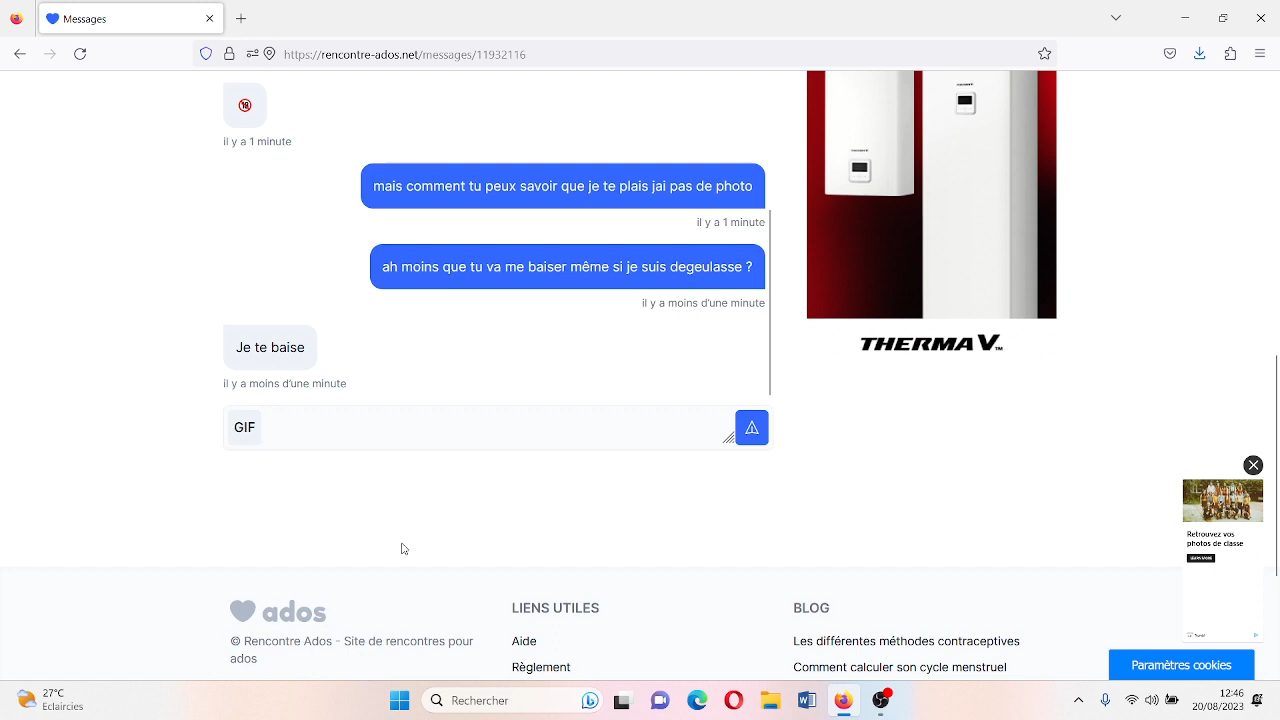 Messages
https://rencontre-ados.net/messages/11932116
il y a 1 minute
mais comment tu peux savoir que je te plais jai pas de photo
il y a 1 minute
ah moins que tu va me baiser même si je suis degeulasse ?
il y a moins d'une minute
Je te b*
il y a moins d'une minute
GIF
THERMA V™
Retrouvez vos
photos de classe
LEARN MORE
ados
© Rencontre Ados - Site de rencontres pour
ados
LIENS UTILES
Aide
Règlement
BLOG
Les différentes méthodes contraceptives
Comment calculer son cycle menstruel
Paramètres cookies
27°C
Eclaircies
Rechercher
12:46
20/08/2023